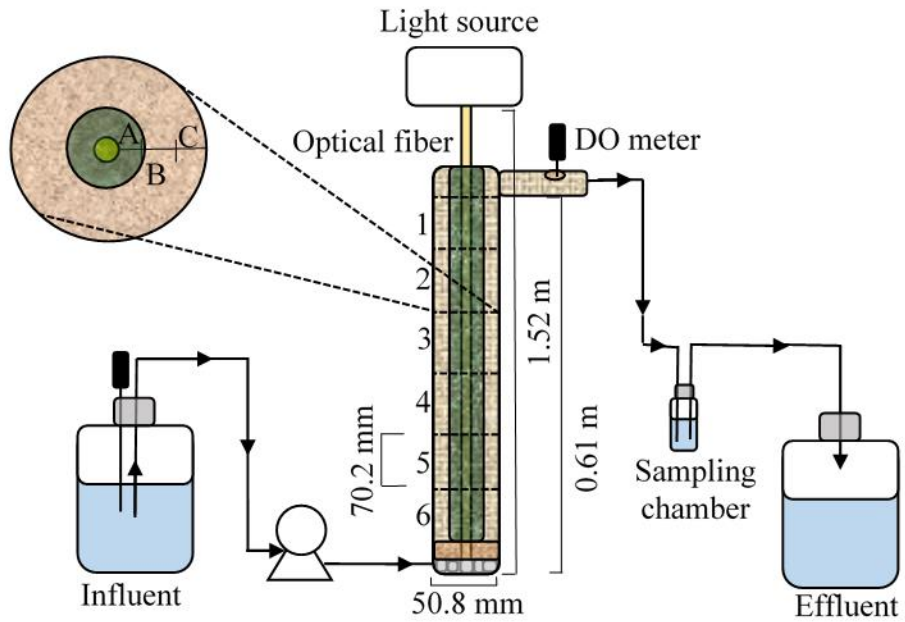 Light source
Optical fiber
DO meter
A
B
C
1
2
3
4
5
6
1.52 m
0.61 m
70.2 mm
50.8 mm
Influent
Sampling
chamber
Effluent